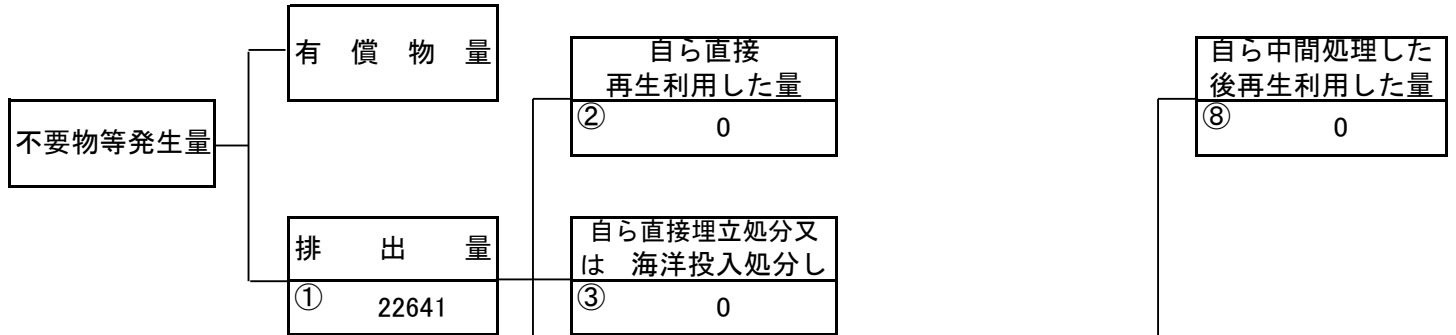 有償物量
自ら直接
再生利用した量
② 0
自ら中間処理した
後再生利用した量
⑧ 0
不要物等発生量
排出量
① 22641
自ら直接埋立処分又
は 海洋投入処分し
③ 0